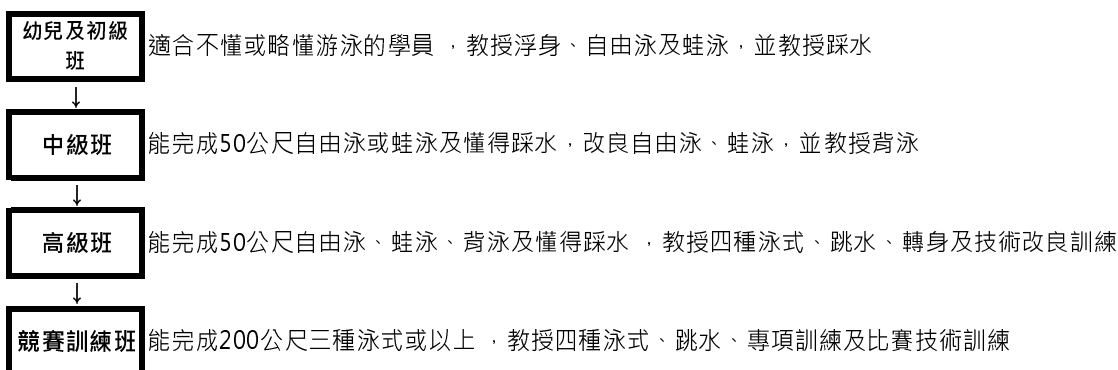 幼兒及初級
班
適合不懂或略懂游泳的學員 ，教授浮身、自由泳及蛙泳，並教授踩水
↓
中級班
能完成50公尺自由泳或蛙泳及懂得踩水，改良自由泳、蛙泳，並教授背泳
↓
高級班
能完成50公尺自由泳、蛙泳、背泳及懂得踩水 ，教授四種泳式、跳水、轉身及技術改良訓練
↓
競賽訓練班
能完成200公尺三種泳式或以上 ，教授四種泳式、跳水、專項訓練及比賽技術訓練